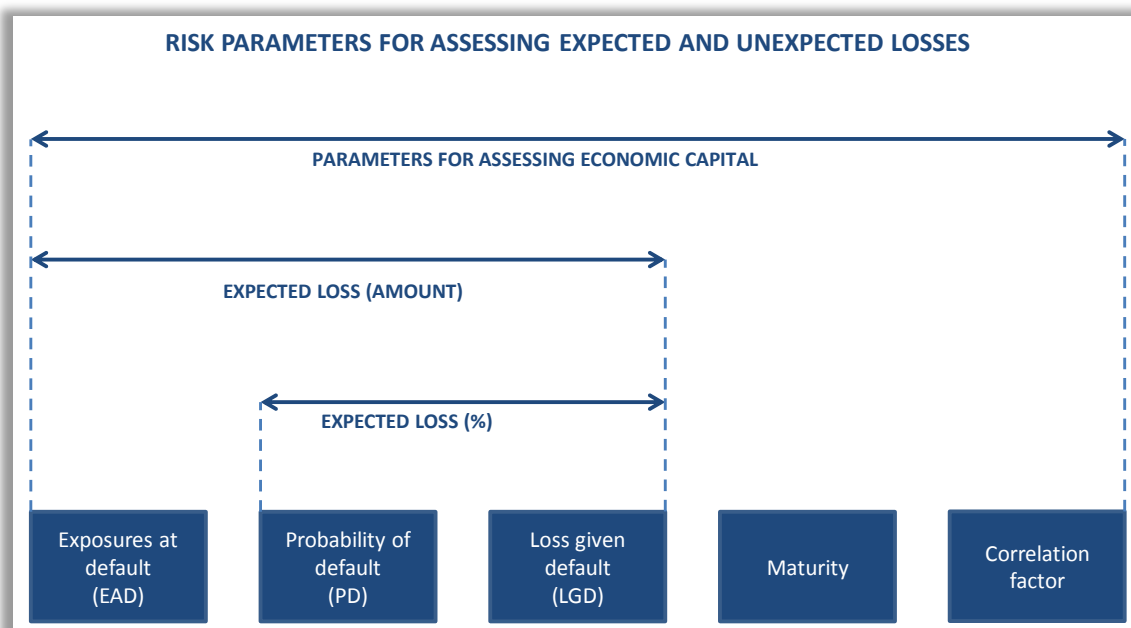 RISK PARAMETERS FOR ASSESSING EXPECTED AND UNEXPECTED LOSSES
PARAMETERS FOR ASSESSING ECONOMIC CAPITAL
EXPECTED LOSS (AMOUNT)
EXPECTED LOSS (%)
Exposures at
default
(EAD)
Probability of
default
(PD)
Loss given
default
(LGD)
Maturity
Correlation
factor